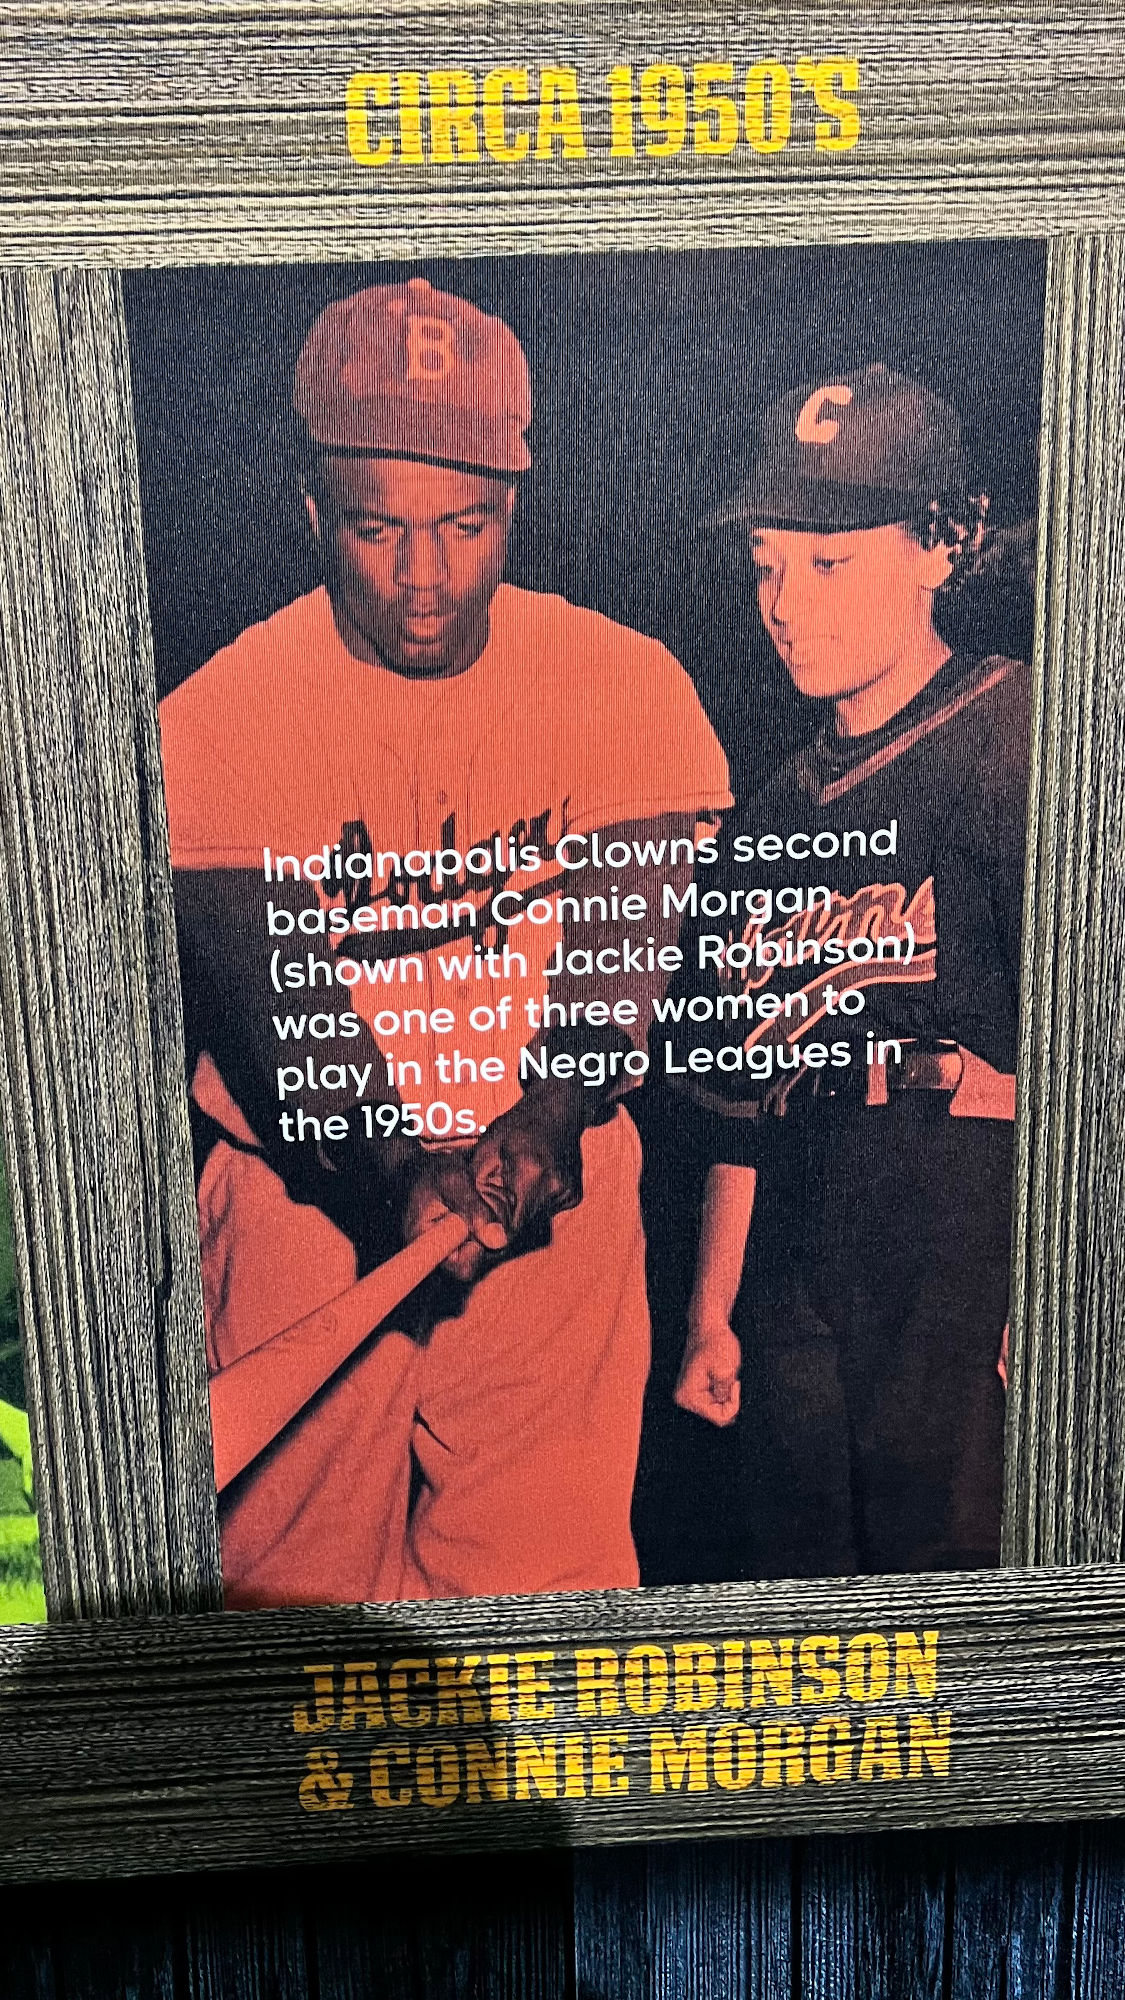 CIRCA 1950'S
B
C
Indianapolis Clowns second
baseman Connie Morgan
(shown with Jackie Robinson)
was one of three women to
play in the Negro Leagues in
the 1950s.
JACKIE ROBINSON
& CONNIE MORGAN